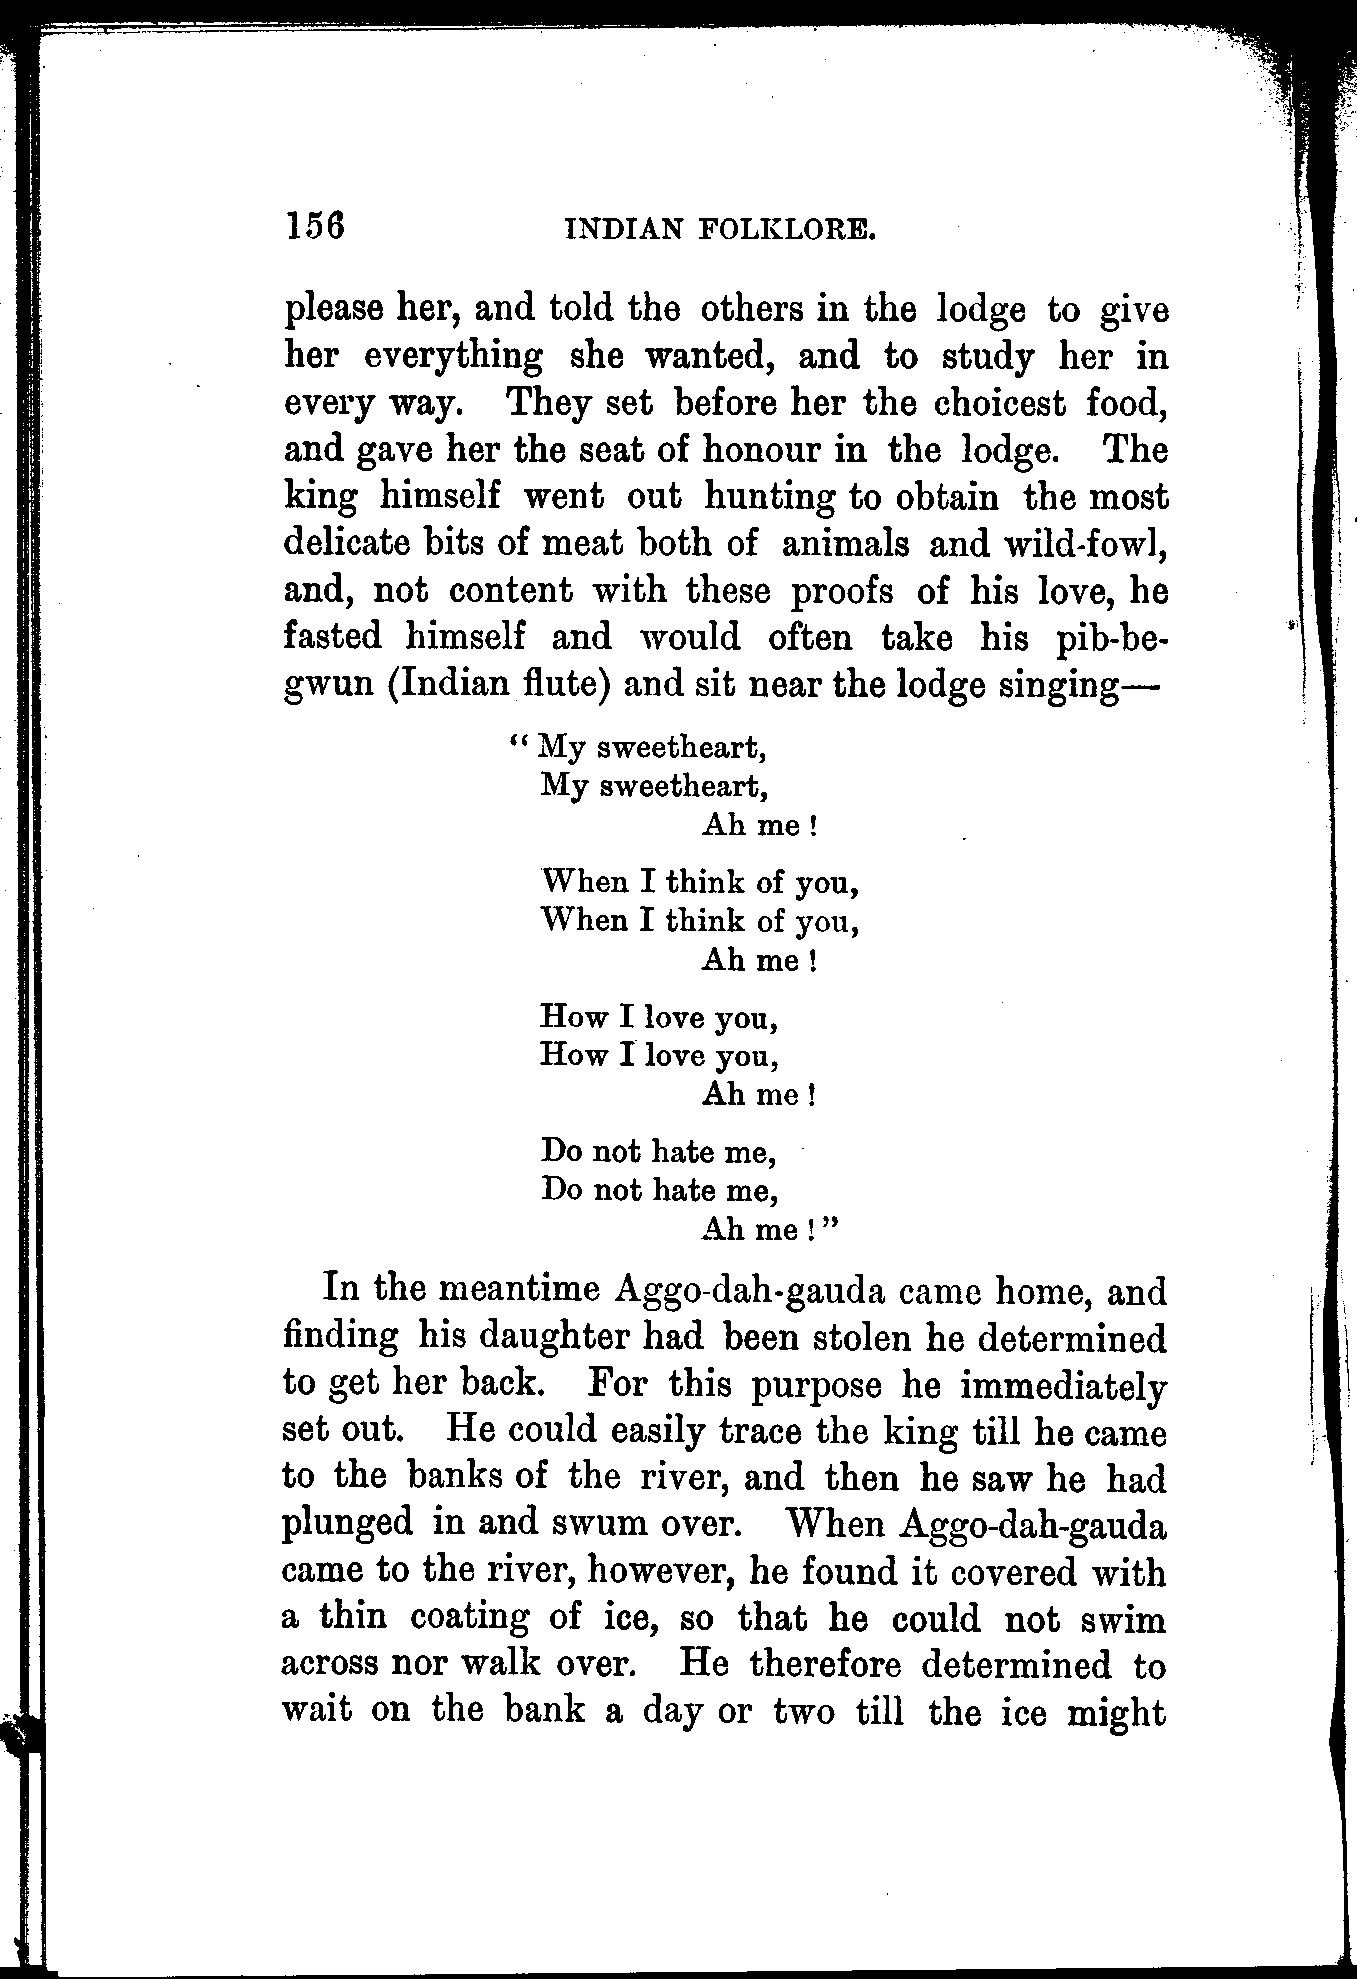 156 INDIAN FOLKLORE.
please her, and told the others in the lodge to give
her everything she wanted, and to study her in
every way. They set before her the choicest food,
and gave her the seat of honour in the lodge. The
king himself went out hunting to obtain the most
delicate bits of meat both of animals and wild-fowl,
and, not content with these proofs of his love, he
fasted himself and would often take his pib-be-
gwun (Indian flute) and sit near the lodge singing—
“ My sweetheart,
My sweetheart,
Ah me !
When I think of you,
When I think of you,
Ah me !
How I love you,
How I love you,
Ah me !
Do not hate me,
Do not hate me,
Ah me ! ”
In the meantime Aggo-dah-gauda came home, and
finding his daughter had been stolen he determined
to get her back. For this purpose he immediately
set out. He could easily trace the king till he came
to the banks of the river, and then he saw he had
plunged in and swum over. When Aggo-dah-gauda
came to the river, however, he found it covered with
a thin coating of ice, so that he could not swim
across nor walk over. He therefore determined to
wait on the bank a day or two till the ice might